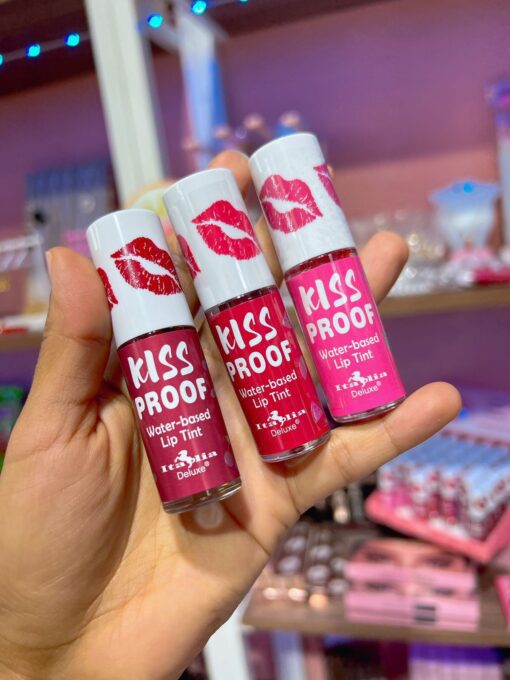 KISS
PROOF
Water-based
Lip Tint
Italia
Deluxe®
KISS
PROOF
Water-based
Lip Tint
Italia
Deluxe®
KISS
PROOF
Water-based
Lip Tint
Italia
Deluxe®